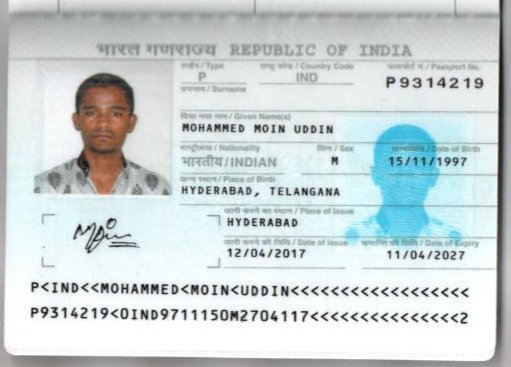 भारत गणराज्य REPUBLIC OF INDIA
टाईप / Type राष्ट्र कोड / Country Code पासपोर्ट नं. / Passport No.
P IND P9314219
उपनाम / Surname
दिया गया नाम / Given Name(s)
MOHAMMED MOIN UDDIN
राष्ट्रीयता / Nationality लिंग / Sex जन्मतिथि / Date of Birth
भारतीय / INDIAN M 15/11/1997
जन्म स्थान / Place of Birth
HYDERABAD, TELANGANA
जारी करने का स्थान / Place of Issue
HYDERABAD
जारी करने की तिथि / Date of Issue समाप्ति की तिथि / Date of Expiry
12/04/2017 11/04/2027
P<IND<<MOHAMMED<MOIN<UDDIN<<<<<<<<<<<<<<<<<<
P9314219<0IND9711150M2704117<<<<<<<<<<<<<<<2